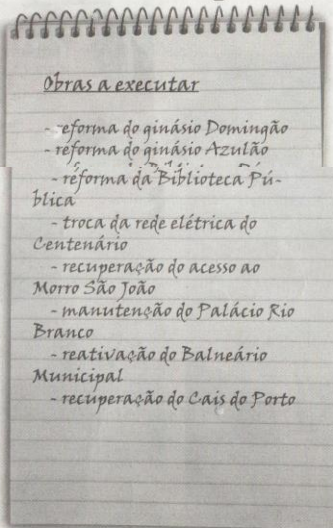 Obras a executar
- reforma do ginásio Domingão
- reforma do ginásio Azulão
- reforma da Biblioteca Pú-
blica
- troca da rede elétrica do
Centenário
- recuperação do acesso ao
Morro São João
- manutenção do Palácio Rio
Branco
- reativação do Balneário
Municipal
- recuperação do Cais do Porto